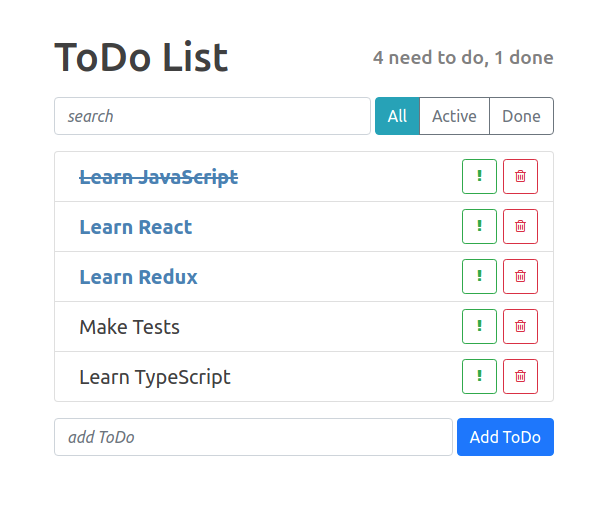 ToDo List
4 need to do, 1 done
search
All
Active
Done
Learn JavaScript
!
Learn React
!
Learn Redux
!
Make Tests
!
Learn TypeScript
!
add ToDo
Add ToDo